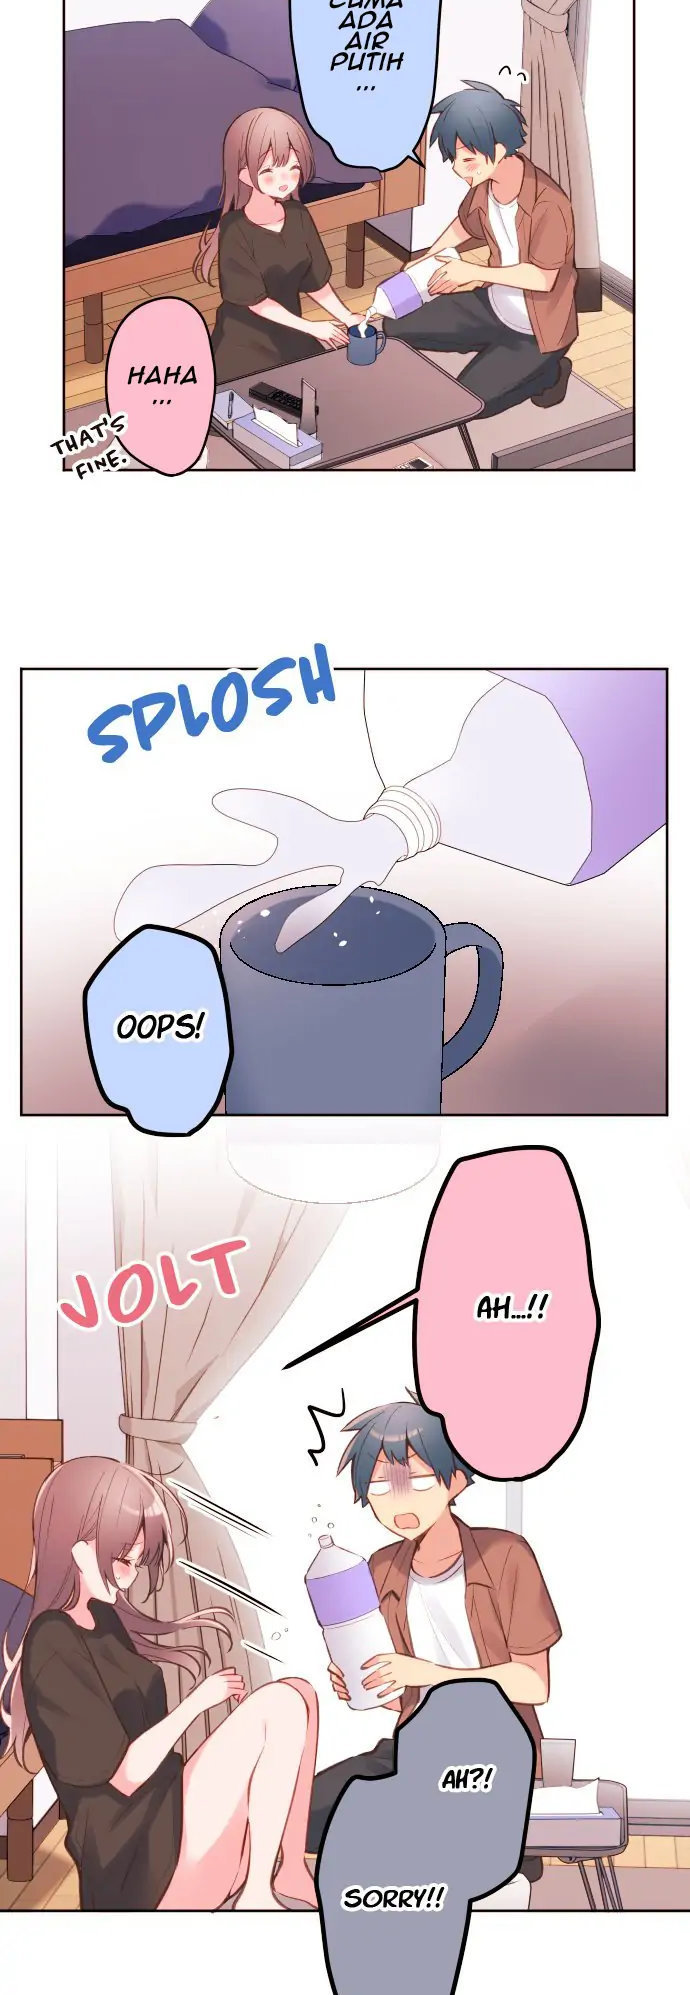 CUMA
ADA
AIR
PUTIH
...
HAHA
...
THAT'S
FINE.
SPLOSH
OOPS!
JOLT
AH...!!
AH?!
SORRY!!